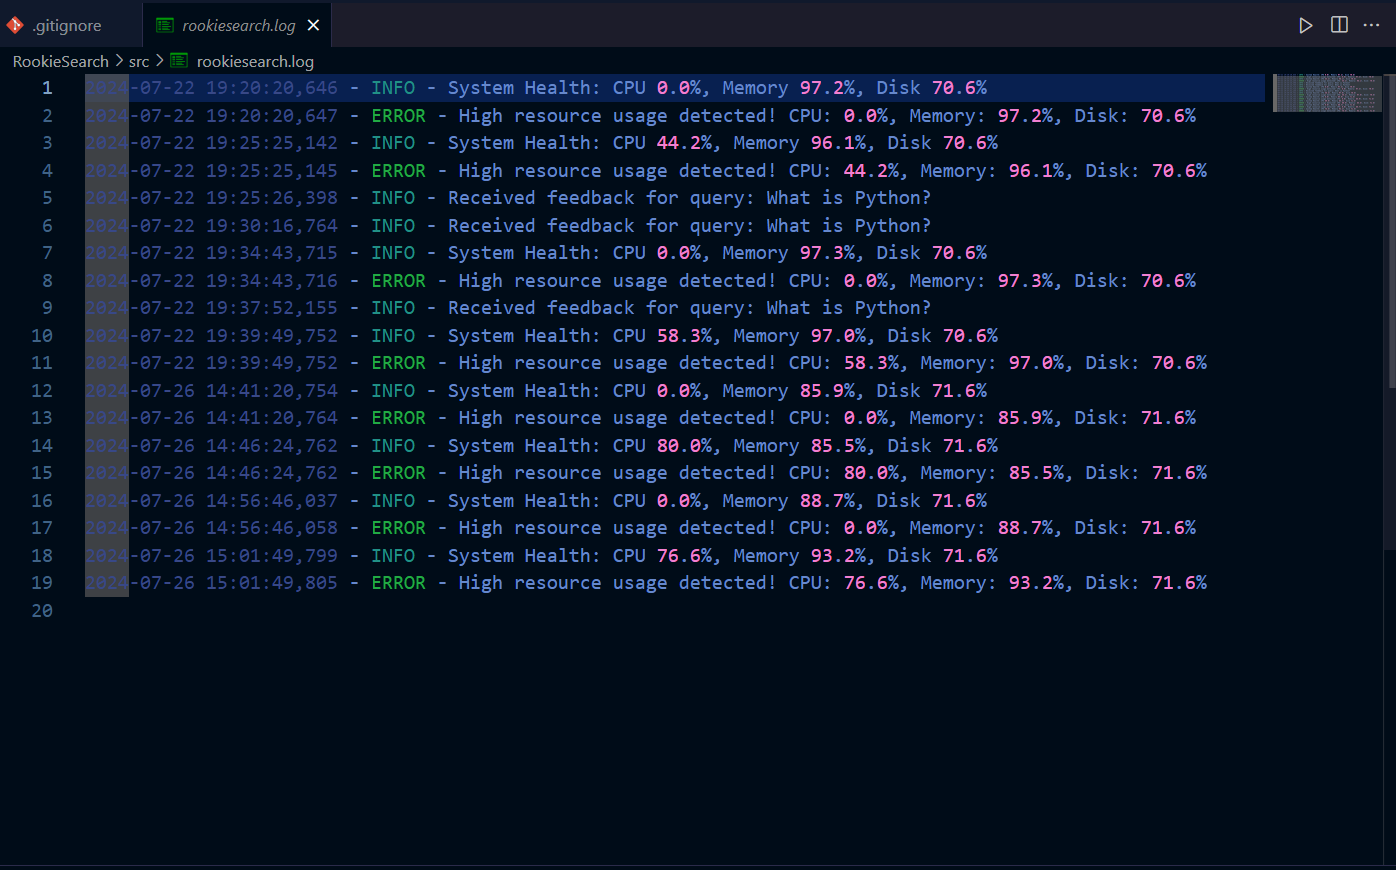 .gitignore
rookiesearch.log
RookieSearch > src > rookiesearch.log
1 2024-07-22 19:20:20,646 - INFO - System Health: CPU 0.0%, Memory 97.2%, Disk 70.6%
2 2024-07-22 19:20:20,647 - ERROR - High resource usage detected! CPU: 0.0%, Memory: 97.2%, Disk: 70.6%
3 2024-07-22 19:25:25,142 - INFO - System Health: CPU 44.2%, Memory 96.1%, Disk 70.6%
4 2024-07-22 19:25:25,145 - ERROR - High resource usage detected! CPU: 44.2%, Memory: 96.1%, Disk: 70.6%
5 2024-07-22 19:25:26,398 - INFO - Received feedback for query: What is Python?
6 2024-07-22 19:30:16,764 - INFO - Received feedback for query: What is Python?
7 2024-07-22 19:34:43,715 - INFO - System Health: CPU 0.0%, Memory 97.3%, Disk 70.6%
8 2024-07-22 19:34:43,716 - ERROR - High resource usage detected! CPU: 0.0%, Memory: 97.3%, Disk: 70.6%
9 2024-07-22 19:37:52,155 - INFO - Received feedback for query: What is Python?
10 2024-07-22 19:39:49,752 - INFO - System Health: CPU 58.3%, Memory 97.0%, Disk 70.6%
11 2024-07-22 19:39:49,752 - ERROR - High resource usage detected! CPU: 58.3%, Memory: 97.0%, Disk: 70.6%
12 2024-07-26 14:41:20,754 - INFO - System Health: CPU 0.0%, Memory 85.9%, Disk 71.6%
13 2024-07-26 14:41:20,764 - ERROR - High resource usage detected! CPU: 0.0%, Memory: 85.9%, Disk: 71.6%
14 2024-07-26 14:46:24,762 - INFO - System Health: CPU 80.0%, Memory 85.5%, Disk 71.6%
15 2024-07-26 14:46:24,762 - ERROR - High resource usage detected! CPU: 80.0%, Memory: 85.5%, Disk: 71.6%
16 2024-07-26 14:56:46,037 - INFO - System Health: CPU 0.0%, Memory 88.7%, Disk 71.6%
17 2024-07-26 14:56:46,058 - ERROR - High resource usage detected! CPU: 0.0%, Memory: 88.7%, Disk: 71.6%
18 2024-07-26 15:01:49,799 - INFO - System Health: CPU 76.6%, Memory 93.2%, Disk 71.6%
19 2024-07-26 15:01:49,805 - ERROR - High resource usage detected! CPU: 76.6%, Memory: 93.2%, Disk: 71.6%
20